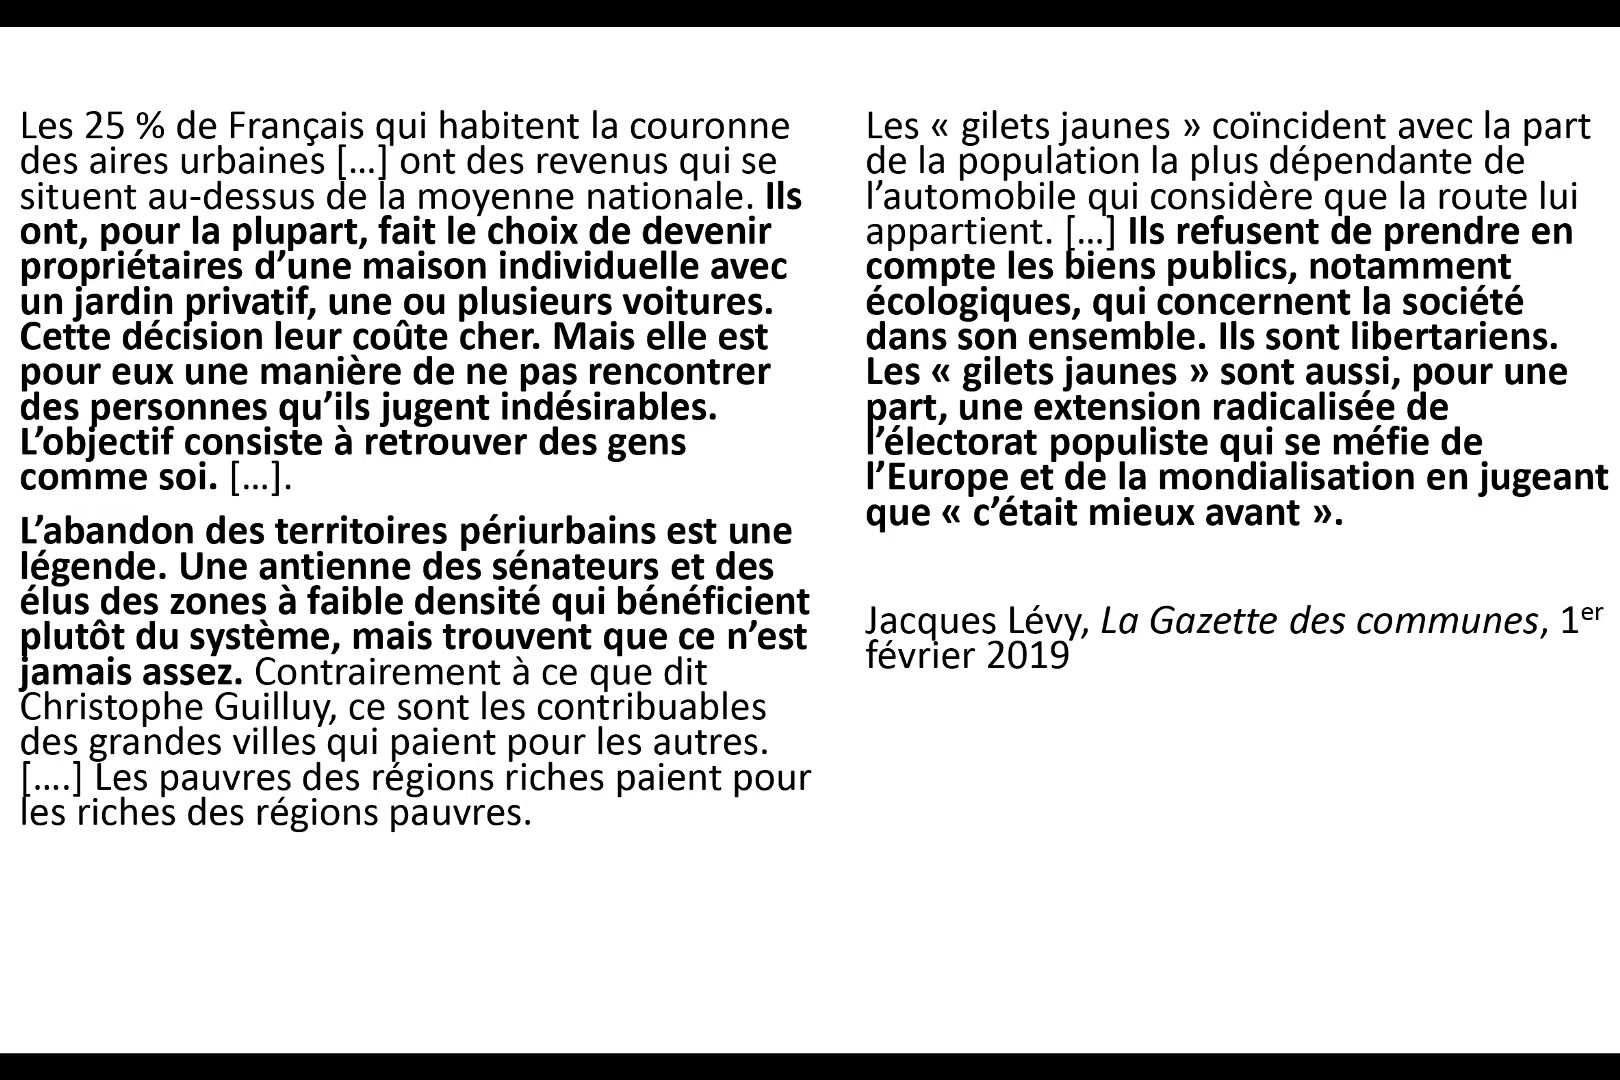 Les 25 % de Français qui habitent la couronne
des aires urbaines […] ont des revenus qui se
situent au-dessus de la moyenne nationale. Ils
ont, pour la plupart, fait le choix de devenir
propriétaires d’une maison individuelle avec
un jardin privatif, une ou plusieurs voitures.
Cette décision leur coûte cher. Mais elle est
pour eux une manière de ne pas rencontrer
des personnes qu’ils jugent indésirables.
L’objectif consiste à retrouver des gens
comme soi. […].
L’abandon des territoires périurbains est une
légende. Une antienne des sénateurs et des
élus des zones à faible densité qui bénéficient
plutôt du système, mais trouvent que ce n’est
jamais assez. Contrairement à ce que dit
Christophe Guilluy, ce sont les contribuables
des grandes villes qui paient pour les autres.
[….] Les pauvres des régions riches paient pour
les riches des régions pauvres.
Les « gilets jaunes » coïncident avec la part
de la population la plus dépendante de
l’automobile qui considère que la route lui
appartient. […] Ils refusent de prendre en
compte les biens publics, notamment
écologiques, qui concernent la société
dans son ensemble. Ils sont libertariens.
Les « gilets jaunes » sont aussi, pour une
part, une extension radicalisée de
l’électorat populiste qui se méfie de
l’Europe et de la mondialisation en jugeant
que « c’était mieux avant ».
Jacques Lévy, La Gazette des communes, 1er
février 2019